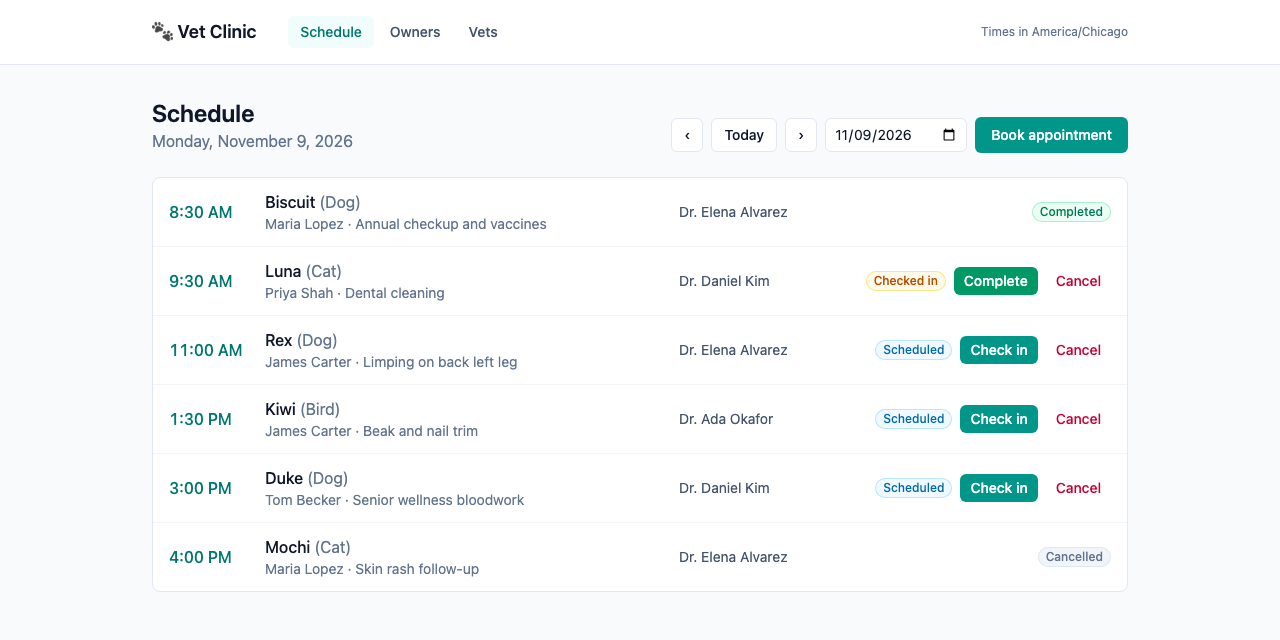 Vet Clinic Schedule Owners Vets Times in America/Chicago
Schedule
Monday, November 9, 2026
‹ Today › 11/09/2026 Book appointment
8:30 AM Biscuit (Dog) Dr. Elena Alvarez Completed
Maria Lopez · Annual checkup and vaccines
9:30 AM Luna (Cat) Dr. Daniel Kim Checked in Complete Cancel
Priya Shah · Dental cleaning
11:00 AM Rex (Dog) Dr. Elena Alvarez Scheduled Check in Cancel
James Carter · Limping on back left leg
1:30 PM Kiwi (Bird) Dr. Ada Okafor Scheduled Check in Cancel
James Carter · Beak and nail trim
3:00 PM Duke (Dog) Dr. Daniel Kim Scheduled Check in Cancel
Tom Becker · Senior wellness bloodwork
4:00 PM Mochi (Cat) Dr. Elena Alvarez Cancelled
Maria Lopez · Skin rash follow-up